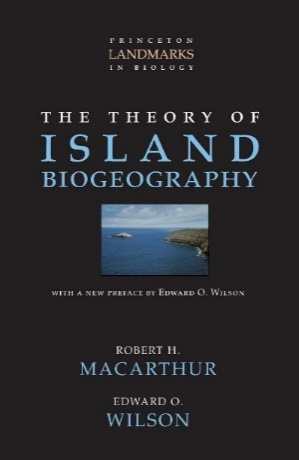 PRINCETON
LANDMARKS
IN BIOLOGY
THE THEORY OF
ISLAND
BIOGEOGRAPHY
WITH A NEW PREFACE BY EDWARD O. WILSON
ROBERT H.
MACARTHUR
EDWARD O.
WILSON